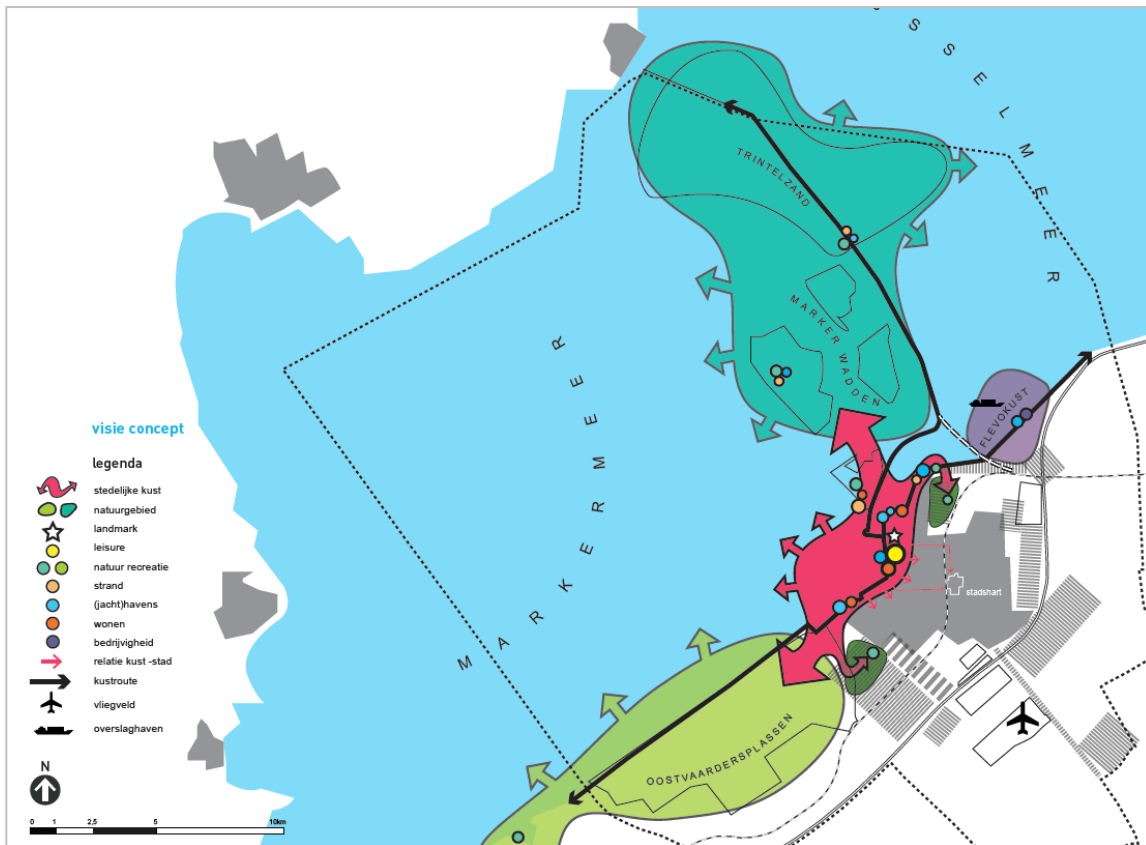 SSELMEER
TRINTELZAND
MARKER WADDEN
MARKERMEER
FLEVOKUST
stadshart
OOSTVAARDERSPLASSEN
visie concept
legenda
stedelijke kust
natuurgebied
landmark
leisure
natuur recreatie
strand
(jacht)havens
wonen
bedrijvigheid
relatie kust -stad
kustroute
vliegveld
overslaghaven
N
0 1 2,5 5 10km